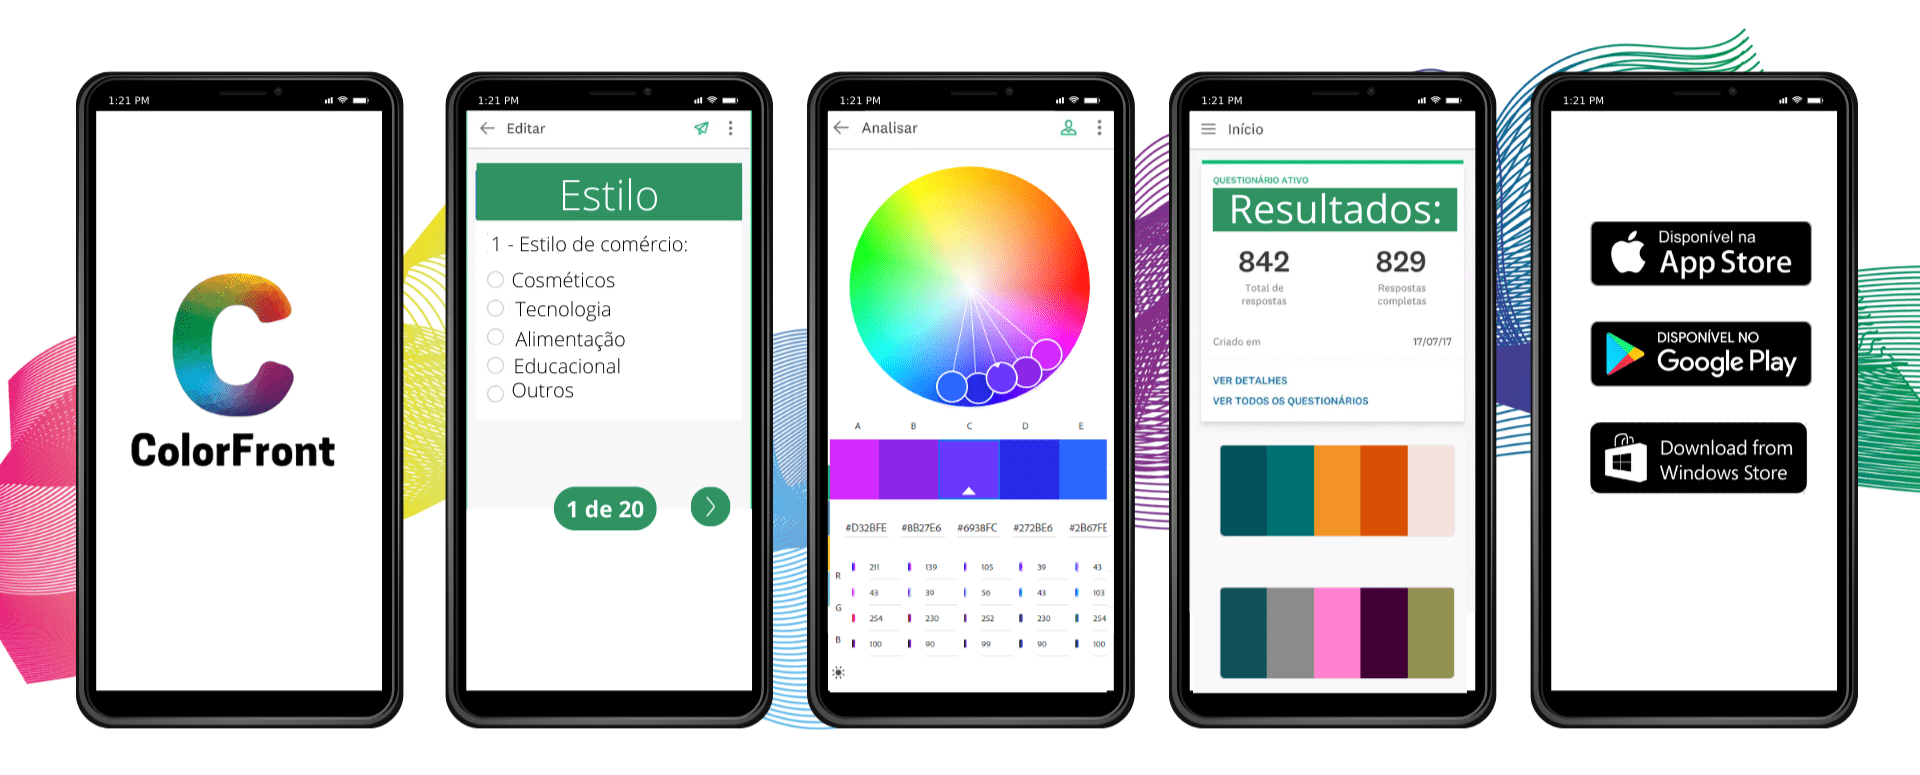 1:21 PM
ColorFront
1:21 PM
Editar
Estilo
1 - Estilo de comércio:
Cosméticos
Tecnologia
Alimentação
Educacional
Outros
1 de 20
1:21 PM
Analisar
A B C D E
#D32BFE #8B27E6 #6938FC #272BE6 #2B67FE
R
G
B
211 139 105 39 43
43 39 56 43 103
254 230 252 230 254
100 90 99 90 100
1:21 PM
Início
QUESTIONÁRIO ATIVO
Resultados:
842 829
Total de respostas
Respostas completas
Criado em 17/07/17
VER DETALHES
VER TODOS OS QUESTIONÁRIOS
1:21 PM
Disponível na
App Store
DISPONÍVEL NO
Google Play
Download from
Windows Store